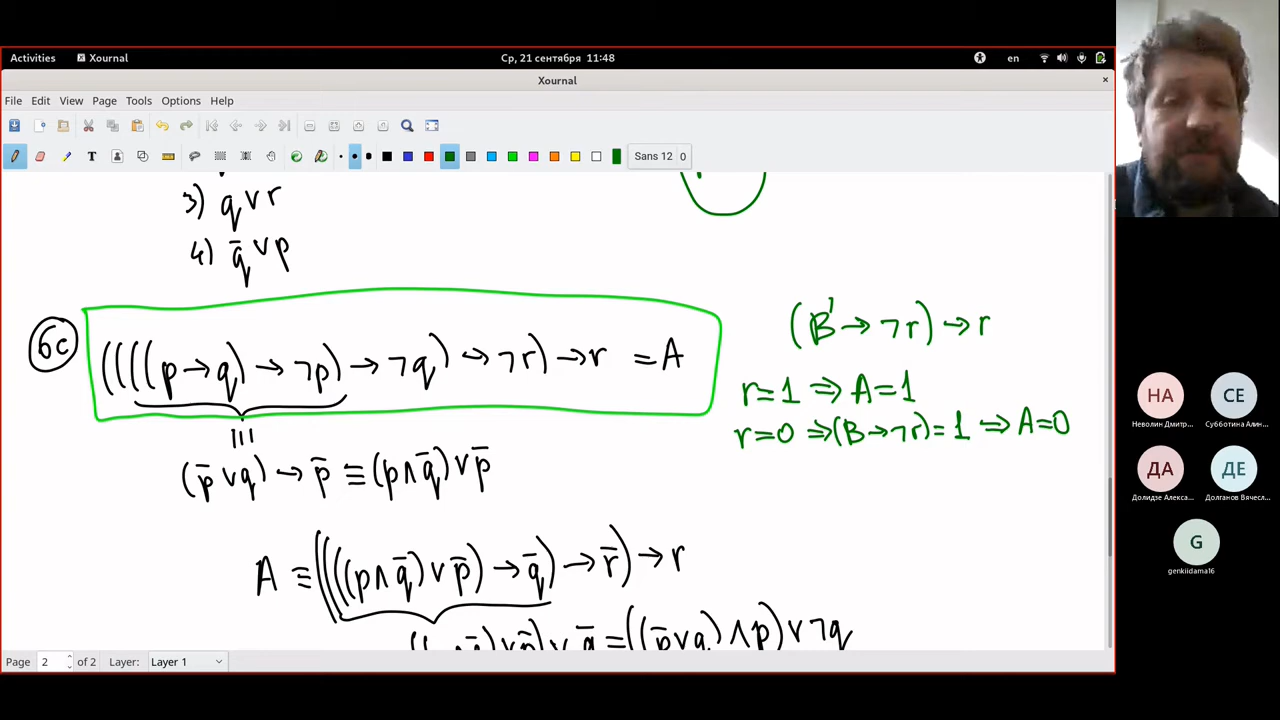 Activities Xournal Ср, 21 сентября 11:48 en
Xournal ×
File Edit View Page Tools Options Help
T Sans 12 0
3) q ∨ r
4) q̄ ∨ p
6c ((((p → q) → ¬p) → ¬q) → ¬r) → r = A
(B → ¬r) → r
r = 1 ⇒ A = 1
r = 0 ⇒ (B → ¬r) = 1 ⇒ A = 0
(p̄ ∨ q) → p̄ ≡ (p ∧ q̄) ∨ p̄
A ≡ ((((p ∧ q̄) ∨ p̄) → q̄) → r̄) → r
= ((p̄ ∨ q) ∧ p) ∨ ¬q
Page 2 of 2 Layer: Layer 1
НА
Неволин Дмитр...
СЕ
Субботина Алин...
ДА
Долидзе Алекса...
ДЕ
Долганов Вячесл...
G
genkiidama16